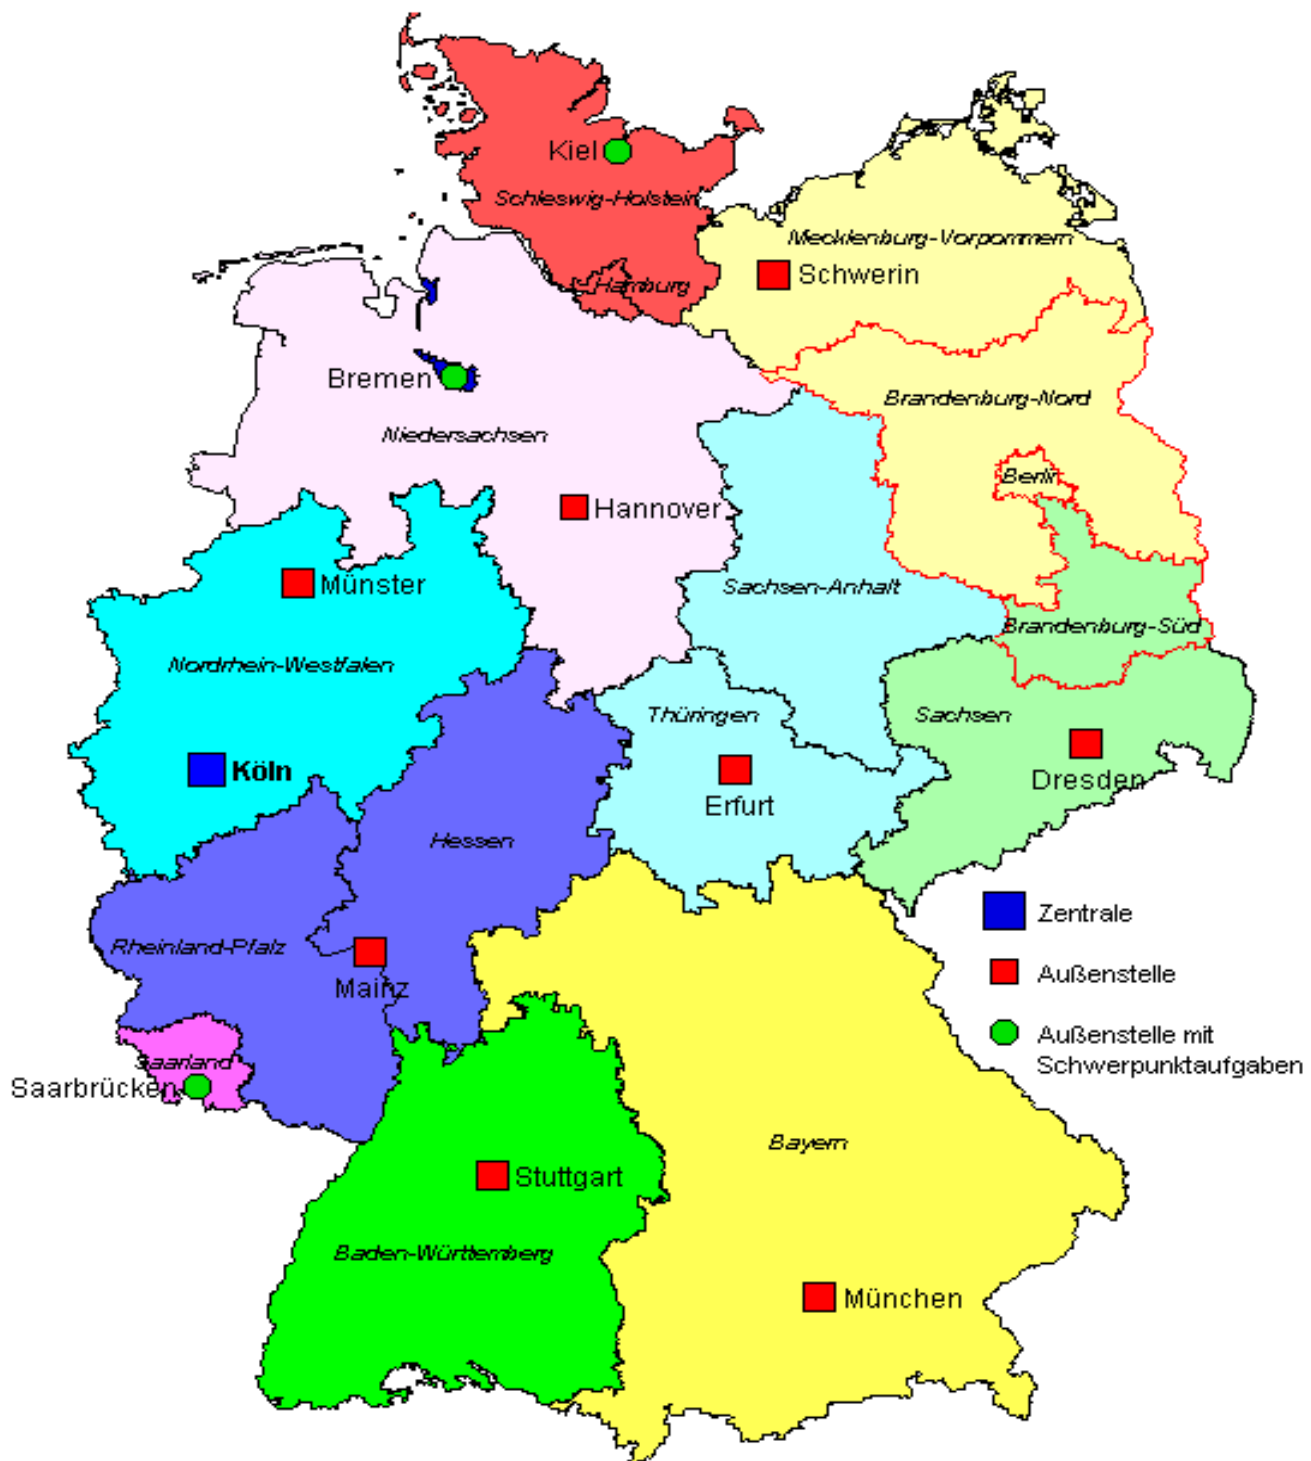 Kiel
Schleswig-Holstein
Mecklenburg-Vorpommern
Schwerin
Hamburg
Bremen
Brandenburg-Nord
Niedersachsen
Berlin
Hannover
Münster
Sachsen-Anhalt
Brandenburg-Süd
Nordrhein-Westfalen
Thüringen
Sachsen
Köln
Dresden
Erfurt
Hessen
Zentrale
Rheinland-Pfalz
Außenstelle
Mainz
Außenstelle mit
Schwerpunktaufgaben
Saarland
Saarbrücken
Bayern
Stuttgart
Baden-Württemberg
München